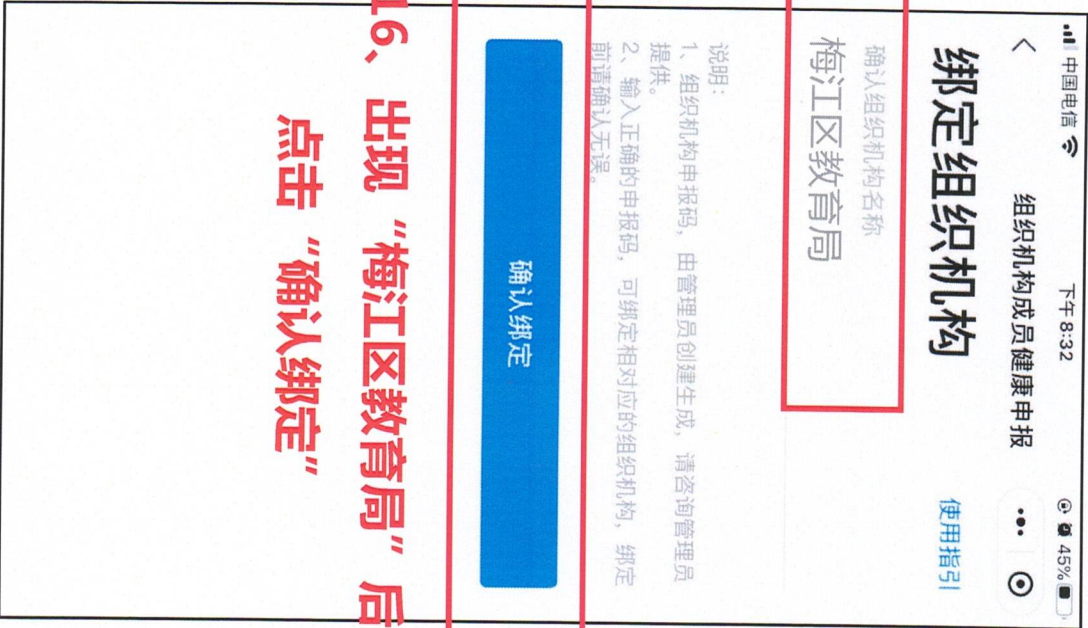 中国电信 下午 8:32 45%
组织机构成员健康申报
绑定组织机构 使用指引
确认组织机构名称
梅江区教育局
说明：
1、组织机构申报码，由管理员创建生成，请咨询管理员
提供。
2、输入正确的申报码，可绑定相对应的组织机构，绑定
前请确认无误。
确认绑定
16、出现“梅江区教育局”后
点击“确认绑定”